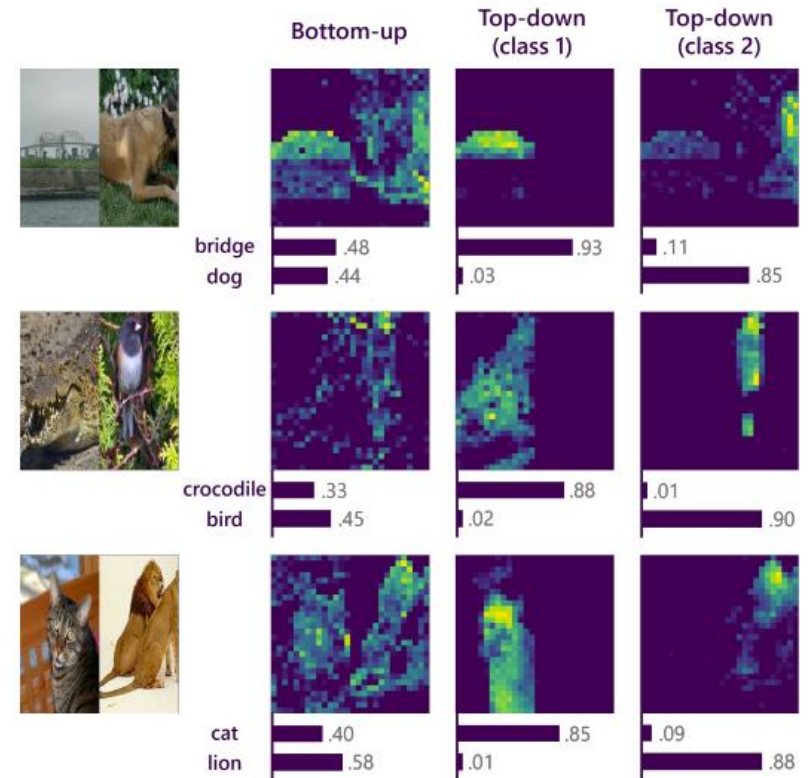 Bottom-up
Top-down
(class 1)
Top-down
(class 2)
bridge .48 .93 .11
dog .44 .03 .85
crocodile .33 .88 .01
bird .45 .02 .90
cat .40 .85 .09
lion .58 .01 .88